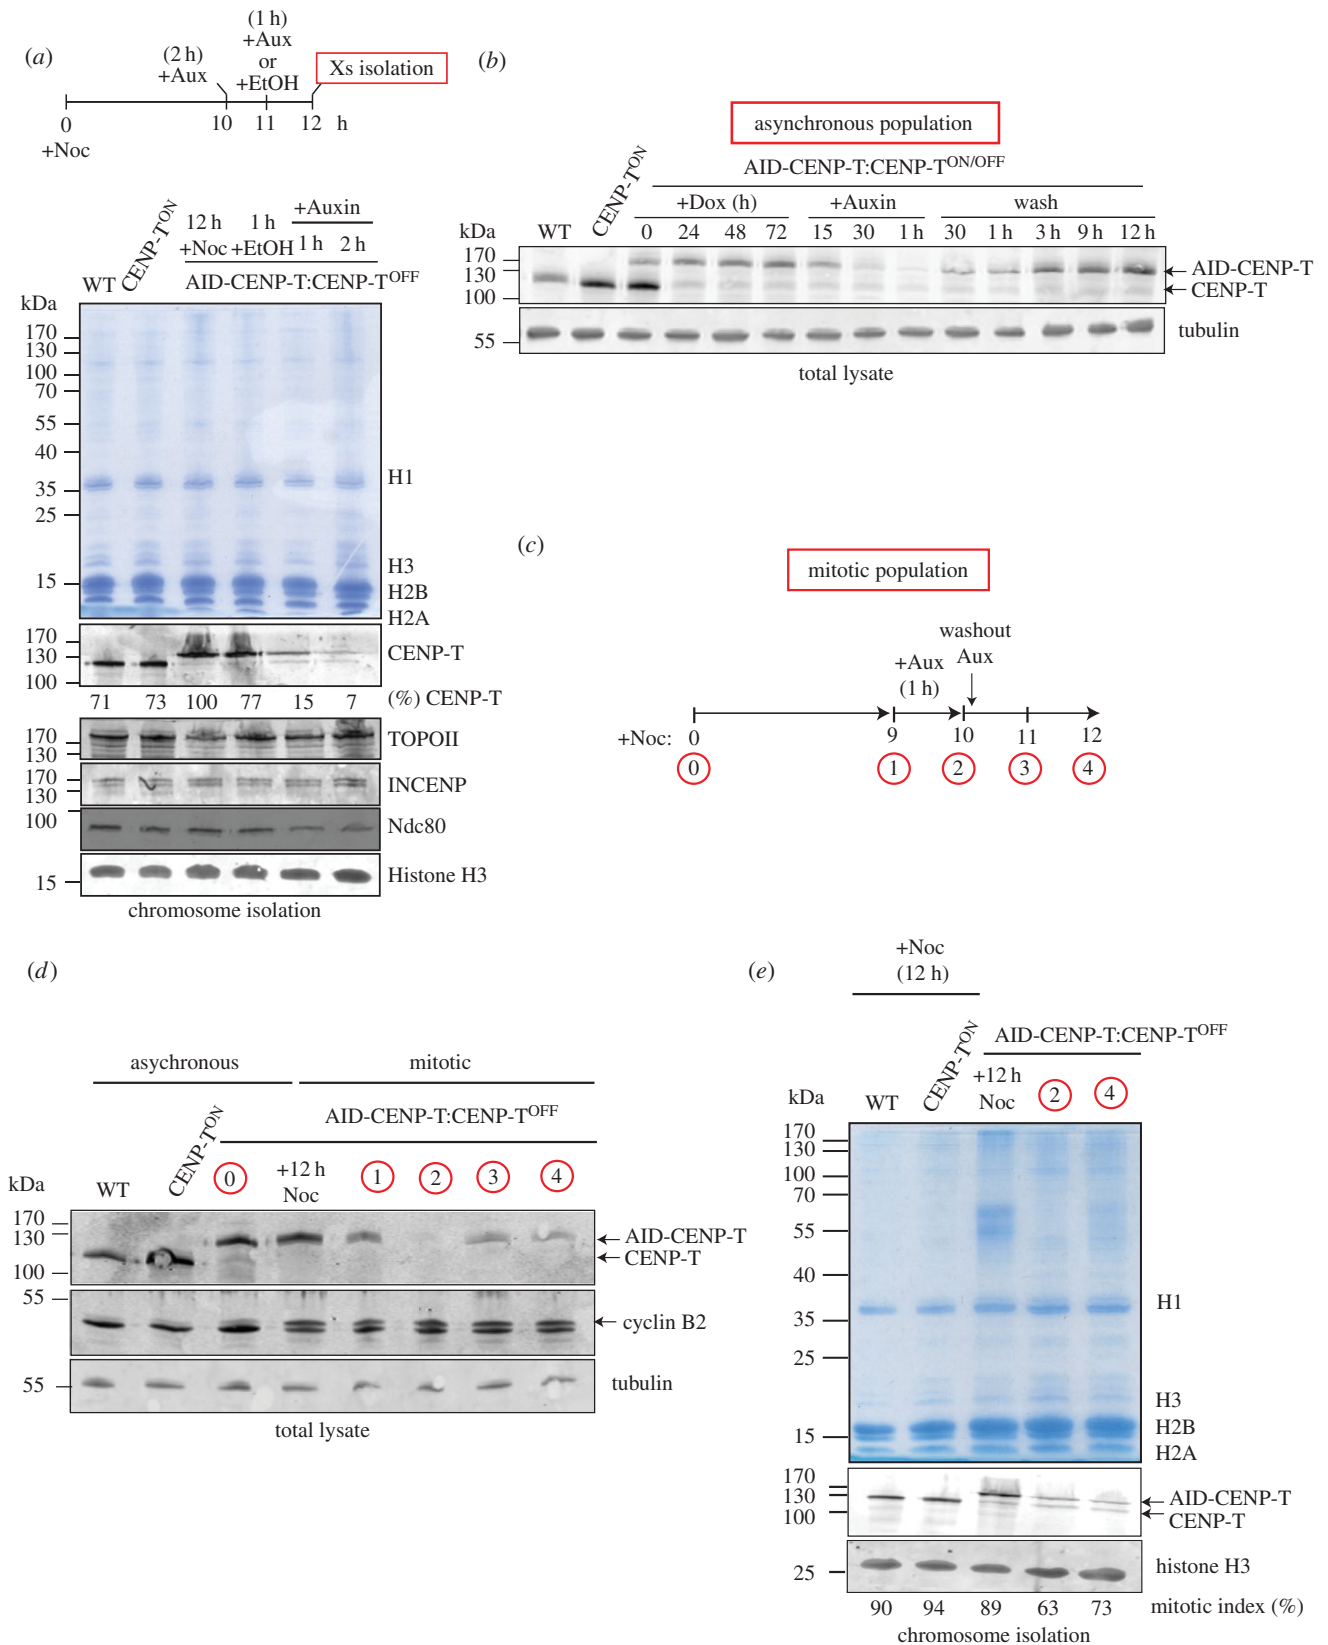 (a)
(2 h)
+Aux
(1 h)
+Aux
or
+EtOH
Xs isolation
0 10 11 12 h
+Noc
CENP-T^ON
12 h 1 h +Auxin
+Noc +EtOH 1 h 2 h
WT AID-CENP-T:CENP-T^OFF
kDa
170
130
100
70
55
40
35
25
15
H1
H3
H2B
H2A
170
130
100
CENP-T
71 73 100 77 15 7 (%) CENP-T
170
130
TOPOII
170
130
INCENP
100
Ndc80
15
Histone H3
chromosome isolation
(b)
asynchronous population
AID-CENP-T:CENP-T^ON/OFF
CENP-T^ON
+Dox (h) +Auxin wash
kDa WT 0 24 48 72 15 30 1 h 30 1 h 3 h 9 h 12 h
170
130
100
AID-CENP-T
CENP-T
55
tubulin
total lysate
(c)
mitotic population
washout
Aux
+Aux
(1 h)
+Noc: 0 9 10 11 12
0 1 2 3 4
(d)
asychronous mitotic
CENP-T^ON
AID-CENP-T:CENP-T^OFF
kDa WT 0 +12 h
Noc 1 2 3 4
170
130
100
AID-CENP-T
CENP-T
55
cyclin B2
55
tubulin
total lysate
(e)
+Noc
(12 h)
CENP-T^ON
AID-CENP-T:CENP-T^OFF
kDa WT +12 h
Noc 2 4
170
130
100
70
55
40
35
25
15
H1
H3
H2B
H2A
170
130
100
AID-CENP-T
CENP-T
25
histone H3
90 94 89 63 73 mitotic index (%)
chromosome isolation